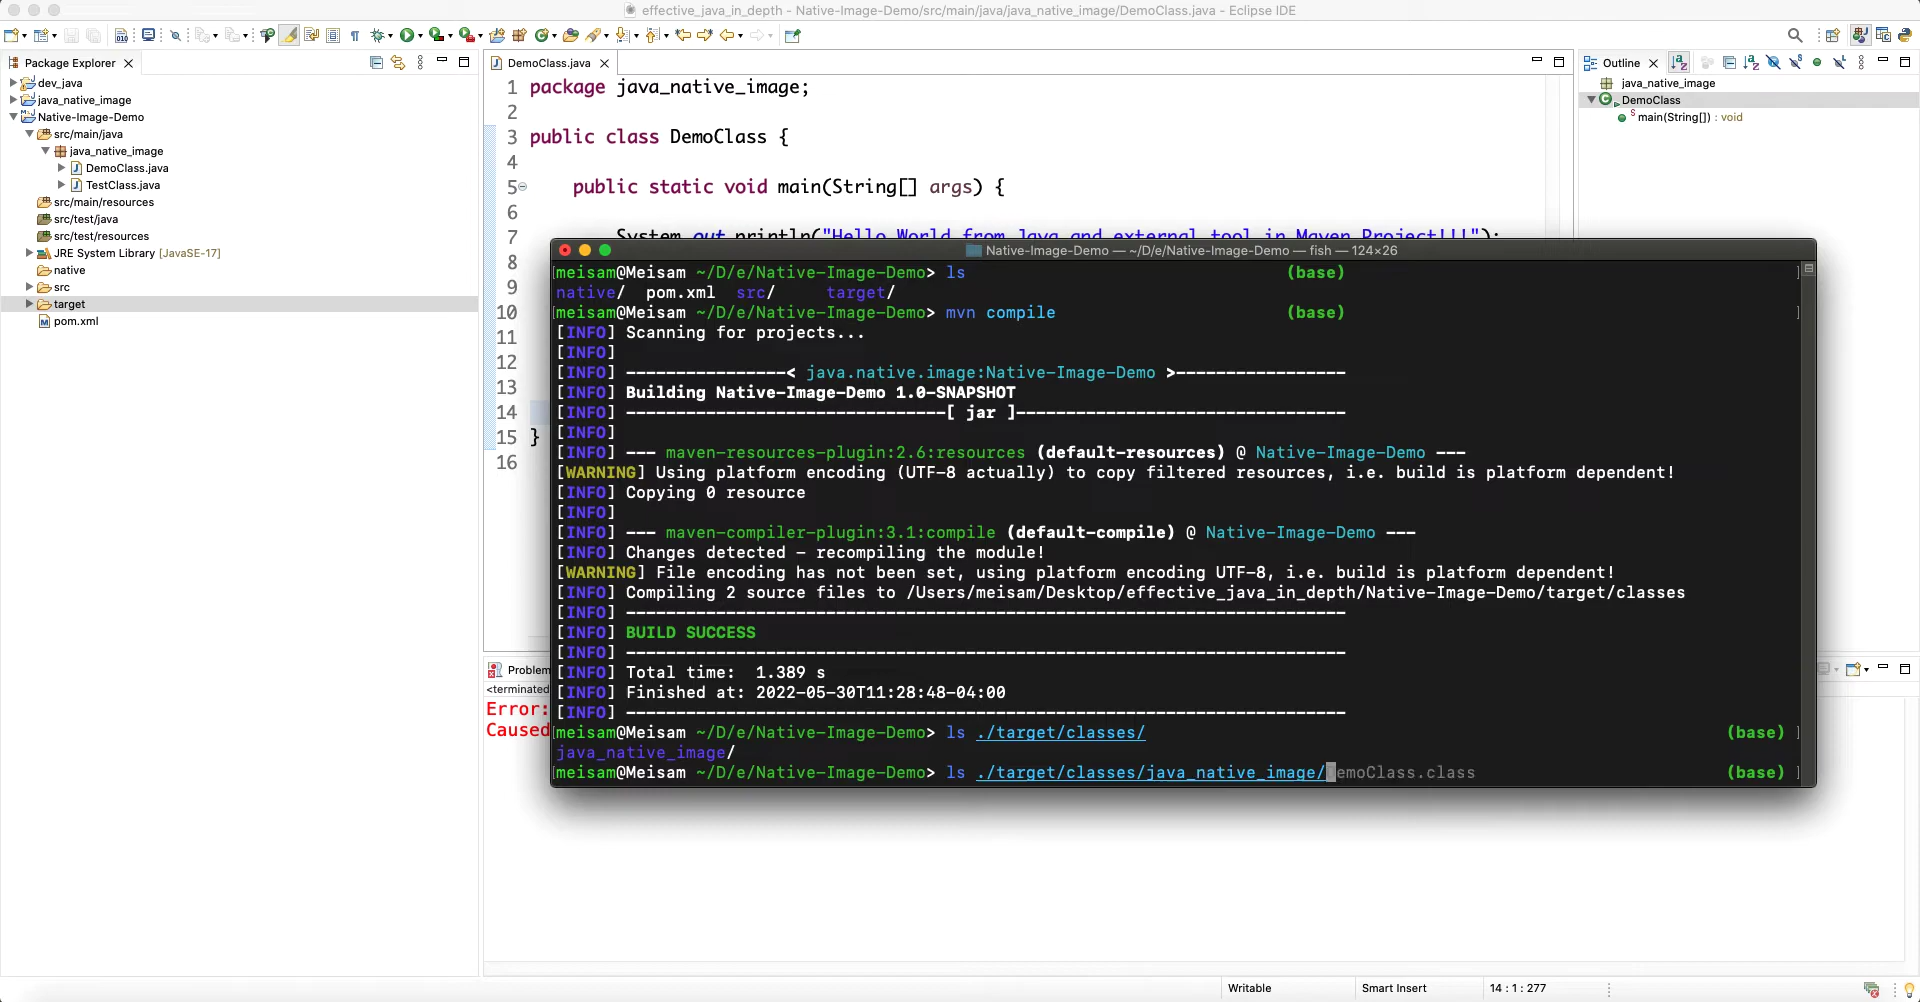 effective_java_in_depth - Native-Image-Demo/src/main/java/java_native_image/DemoClass.java - Eclipse IDE
Package Explorer
dev_java
java_native_image
Native-Image-Demo
src/main/java
java_native_image
DemoClass.java
TestClass.java
src/main/resources
src/test/java
src/test/resources
JRE System Library [JavaSE-17]
native
src
target
pom.xml
DemoClass.java
1 package java_native_image;
2
3 public class DemoClass {
4
5 public static void main(String[] args) {
6
7 System.out.println("Hello World from Java and external tool in Maven Project!!!");
8
9
10
11
12
13
14
15 }
16
Outline
java_native_image
DemoClass
main(String[]) : void
Native-Image-Demo — ~/D/e/Native-Image-Demo — fish — 124×26
meisam@Meisam ~/D/e/Native-Image-Demo> ls (base)
native/ pom.xml src/ target/
meisam@Meisam ~/D/e/Native-Image-Demo> mvn compile (base)
[INFO] Scanning for projects...
[INFO]
[INFO] ----------------< java.native.image:Native-Image-Demo >-----------------
[INFO] Building Native-Image-Demo 1.0-SNAPSHOT
[INFO] --------------------------------[ jar ]---------------------------------
[INFO]
[INFO] --- maven-resources-plugin:2.6:resources (default-resources) @ Native-Image-Demo ---
[WARNING] Using platform encoding (UTF-8 actually) to copy filtered resources, i.e. build is platform dependent!
[INFO] Copying 0 resource
[INFO]
[INFO] --- maven-compiler-plugin:3.1:compile (default-compile) @ Native-Image-Demo ---
[INFO] Changes detected - recompiling the module!
[WARNING] File encoding has not been set, using platform encoding UTF-8, i.e. build is platform dependent!
[INFO] Compiling 2 source files to /Users/meisam/Desktop/effective_java_in_depth/Native-Image-Demo/target/classes
[INFO] ------------------------------------------------------------------------
[INFO] BUILD SUCCESS
[INFO] ------------------------------------------------------------------------
[INFO] Total time:  1.389 s
[INFO] Finished at: 2022-05-30T11:28:48-04:00
[INFO] ------------------------------------------------------------------------
meisam@Meisam ~/D/e/Native-Image-Demo> ls ./target/classes/ (base)
java_native_image/
meisam@Meisam ~/D/e/Native-Image-Demo> ls ./target/classes/java_native_image/emoClass.class (base)
Problem
<terminated
Error:
Caused
Writable
Smart Insert
14 : 1 : 277